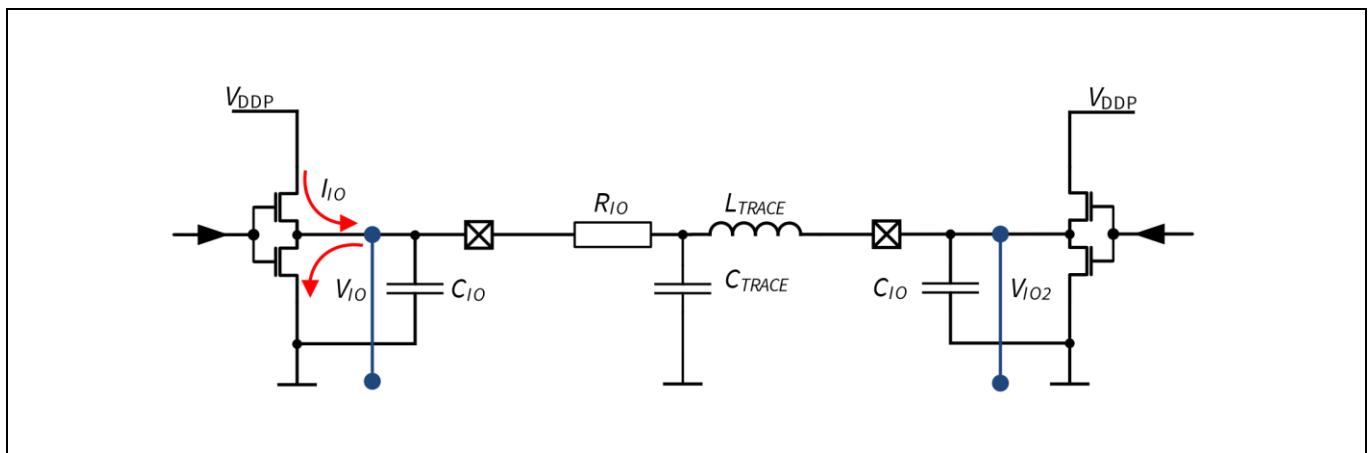 VDDP
VDDP
IIO
RIO
LTRACE
VIO
CIO
CTRACE
CIO
VIO2